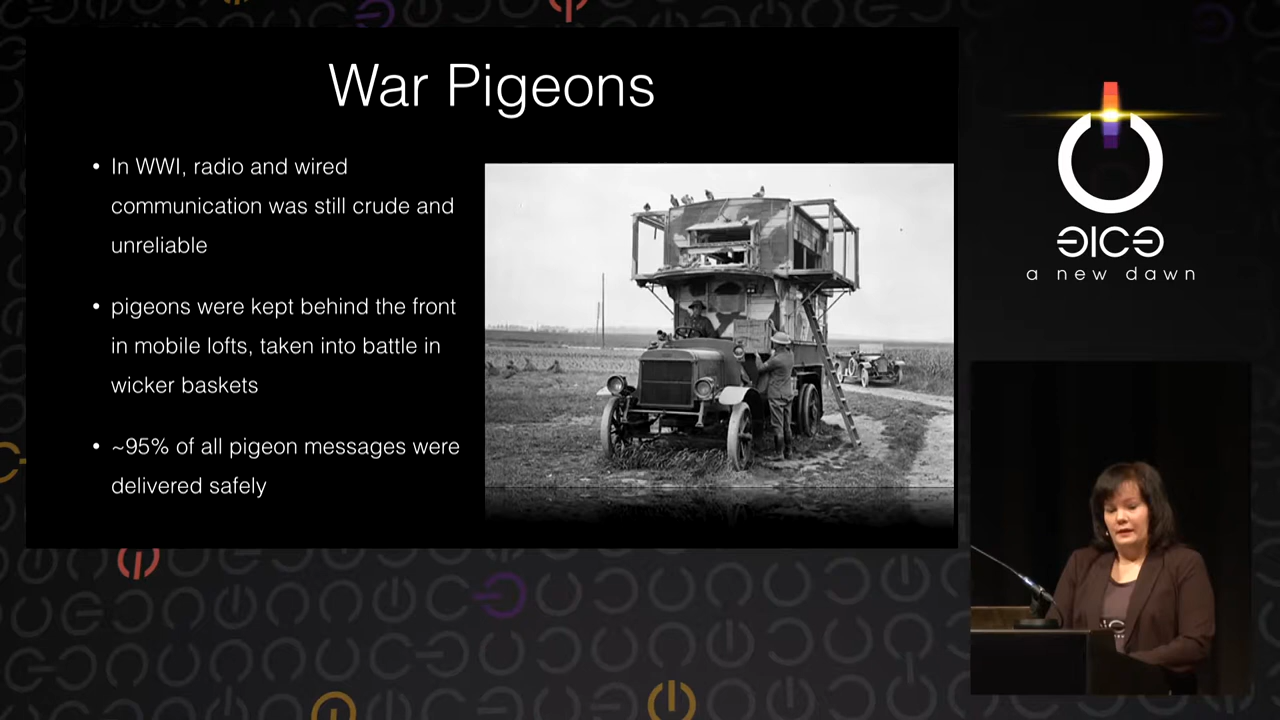 War Pigeons
• In WWI, radio and wired
communication was still crude and
unreliable
• pigeons were kept behind the front
in mobile lofts, taken into battle in
wicker baskets
• ~95% of all pigeon messages were
delivered safely
a new dawn